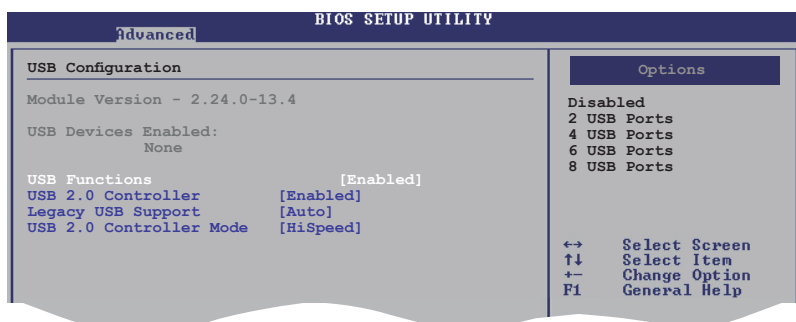 BIOS SETUP UTILITY
Advanced
USB Configuration
Module Version - 2.24.0-13.4
USB Devices Enabled:
None
USB Functions [Enabled]
USB 2.0 Controller [Enabled]
Legacy USB Support [Auto]
USB 2.0 Controller Mode [HiSpeed]
Options
Disabled
2 USB Ports
4 USB Ports
6 USB Ports
8 USB Ports
←→ Select Screen
↑↓ Select Item
+- Change Option
F1 General Help